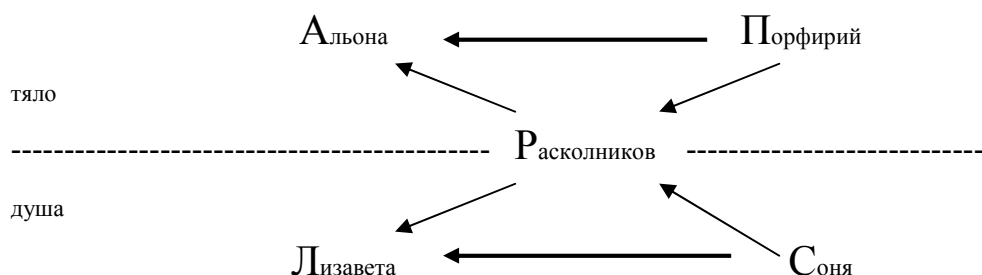 Альона Порфирий
тяло
Расколников
душа
Лизавета Соня